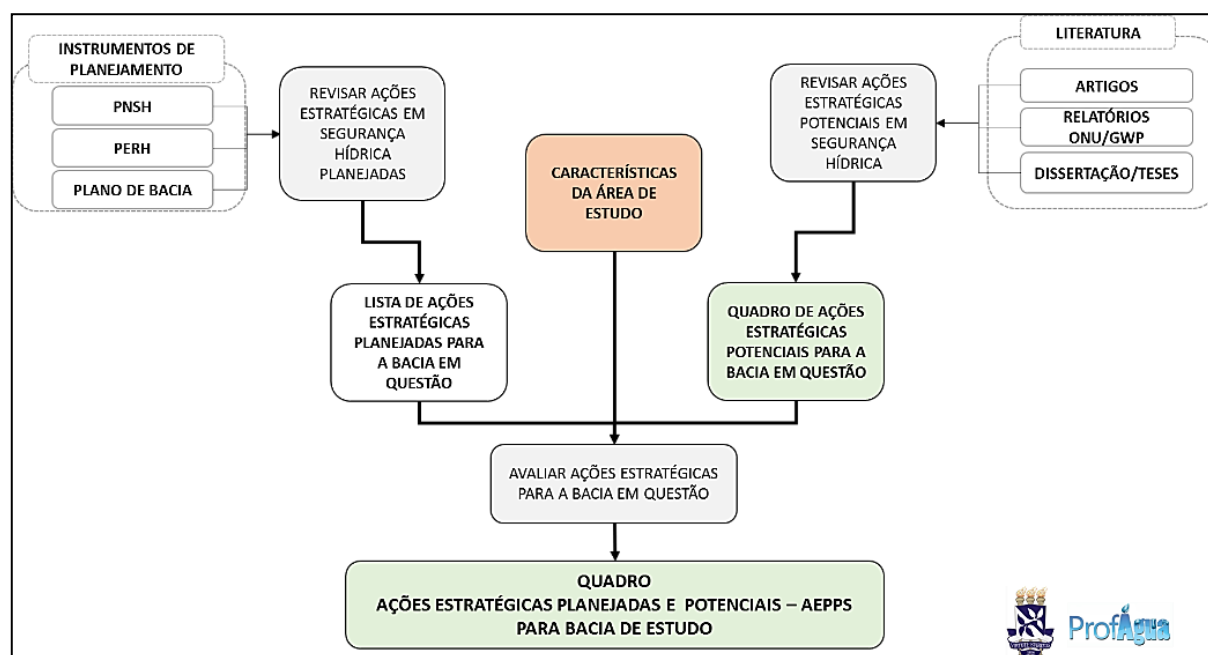 INSTRUMENTOS DE
PLANEJAMENTO
PNSH
PERH
PLANO DE BACIA
REVISAR AÇÕES
ESTRATÉGICAS EM
SEGURANÇA
HÍDRICA
PLANEJADAS
LISTA DE AÇÕES
ESTRATÉGICAS
PLANEJADAS PARA
A BACIA EM
QUESTÃO
CARACTERÍSTICAS
DA ÁREA DE
ESTUDO
REVISAR AÇÕES
ESTRATÉGICAS
POTENCIAIS EM
SEGURANÇA
HÍDRICA
LITERATURA
ARTIGOS
RELATÓRIOS
ONU/GWP
DISSERTAÇÃO/TESES
QUADRO DE AÇÕES
ESTRATÉGICAS
POTENCIAIS PARA A
BACIA EM QUESTÃO
AVALIAR AÇÕES ESTRATÉGICAS
PARA A BACIA EM QUESTÃO
QUADRO
AÇÕES ESTRATÉGICAS PLANEJADAS E POTENCIAIS – AEPPS
PARA BACIA DE ESTUDO
ProfÁgua